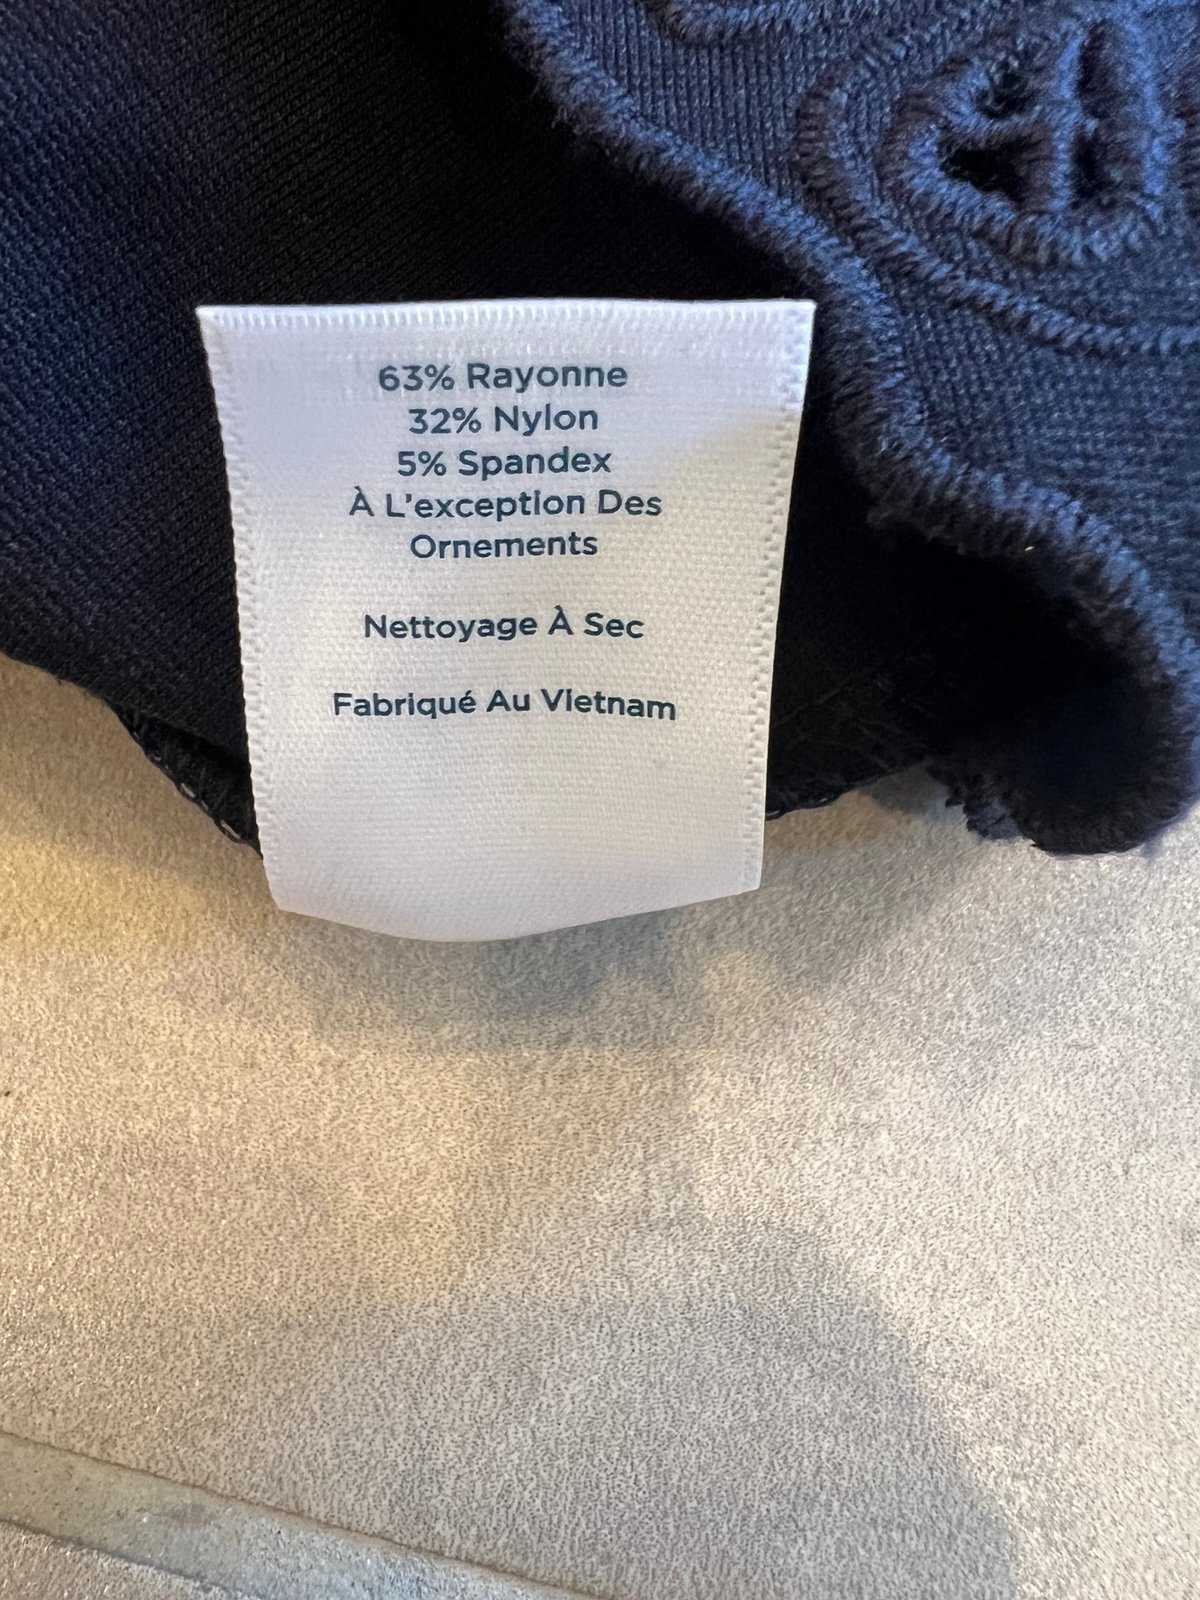 63% Rayonne
32% Nylon
5% Spandex
À L'exception Des
Ornements
Nettoyage À Sec
Fabriqué Au Vietnam